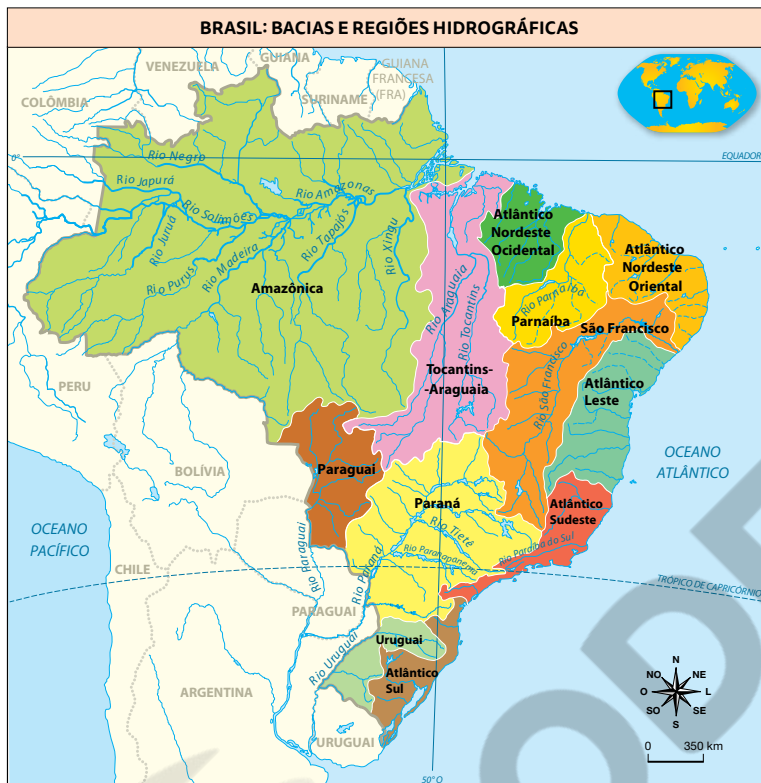 BRASIL: BACIAS E REGIÕES HIDROGRÁFICAS
VENEZUELA
GUIANA
GUIANA
FRANCESA
(FRA)
SURINAME
COLÔMBIA
0°
EQUADOR
Rio Negro
Rio Japurá
Rio Solimões
Rio Amazonas
Rio Juruá
Rio Purus
Rio Madeira
Rio Tapajós
Rio Xingu
Amazônica
Rio Araguaia
Rio Tocantins
Tocantins-
-Araguaia
Atlântico
Nordeste
Ocidental
Rio Parnaíba
Parnaíba
Atlântico
Nordeste
Oriental
São Francisco
Rio São Francisco
Atlântico
Leste
PERU
BOLÍVIA
Paraguai
Paraná
Rio Tietê
Rio Paranapanema
Atlântico
Sudeste
Rio Paraíba do Sul
OCEANO
ATLÂNTICO
OCEANO
PACÍFICO
CHILE
Rio Paraguai
PARAGUAI
Rio Paraná
TRÓPICO DE CAPRICÓRNIO
Uruguai
Rio Uruguai
Atlântico
Sul
ARGENTINA
URUGUAI
N
NO
NE
O
L
SO
SE
S
0
350 km
50° O